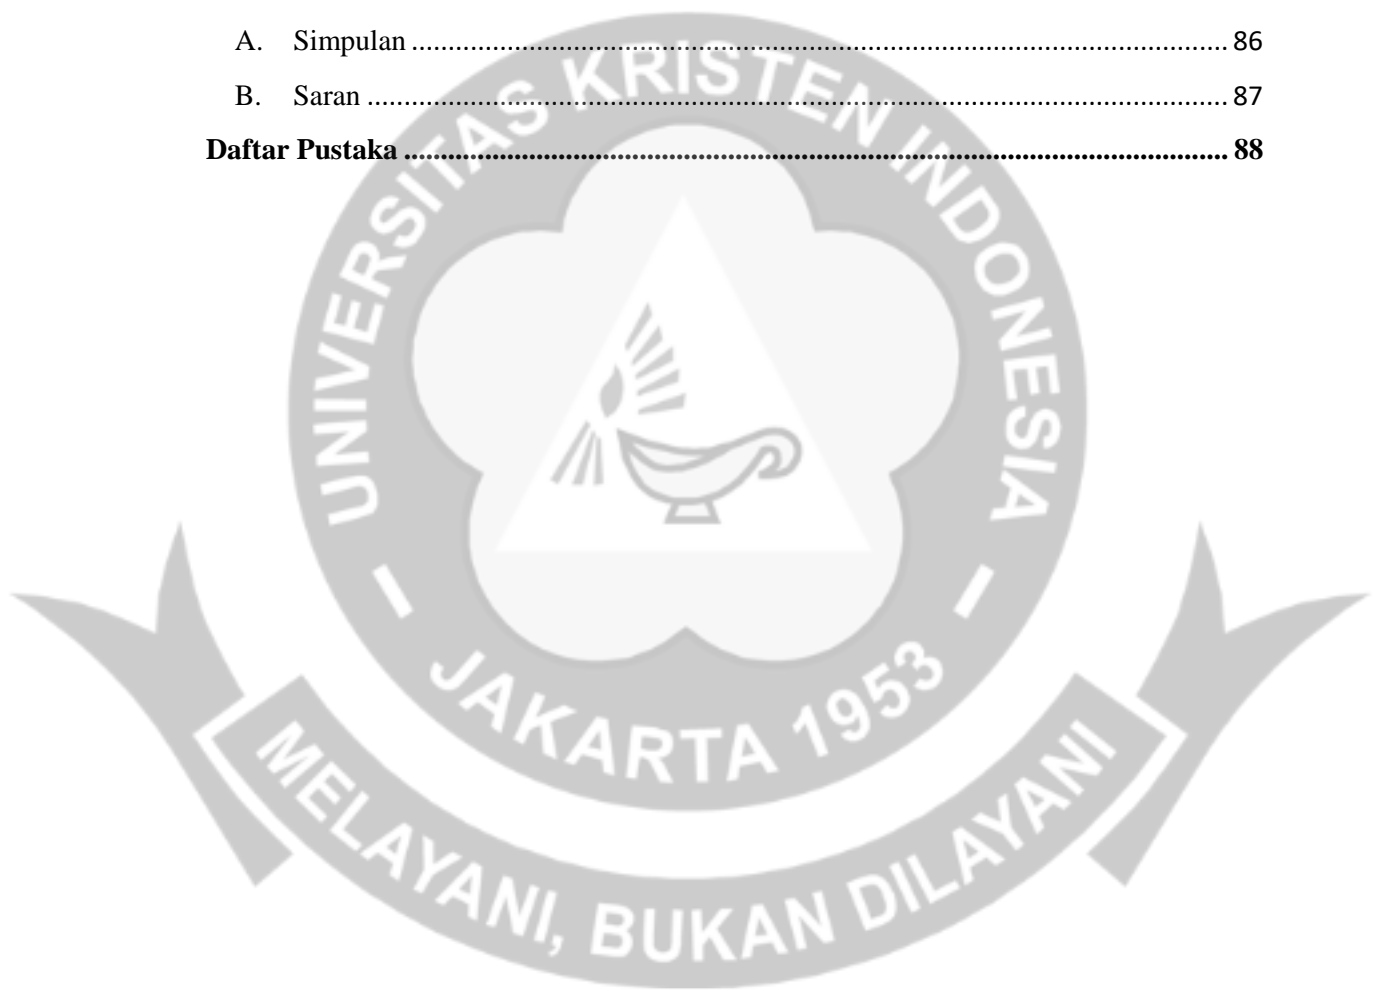 A. Simpulan ........................................................................................................ 86
B. Saran ............................................................................................................. 87
Daftar Pustaka ..................................................................................................... 88
UNIVERSITAS KRISTEN INDONESIA
JAKARTA 1953
MELAYANI, BUKAN DILAYANI